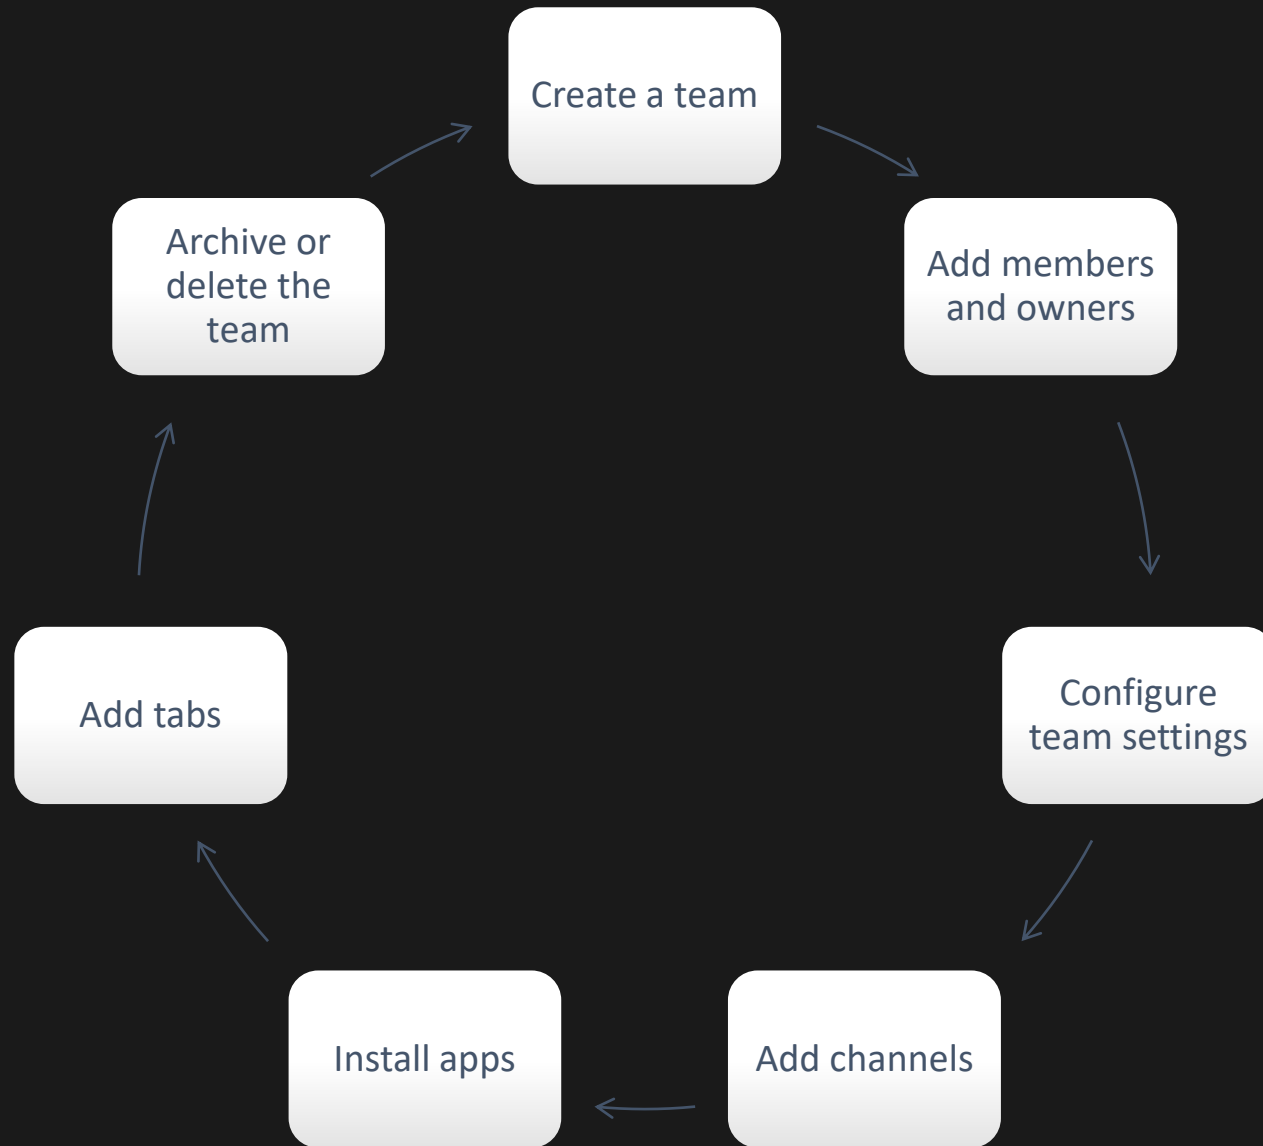 Create a team
Add members
and owners
Configure
team settings
Add channels
Install apps
Add tabs
Archive or
delete the
team